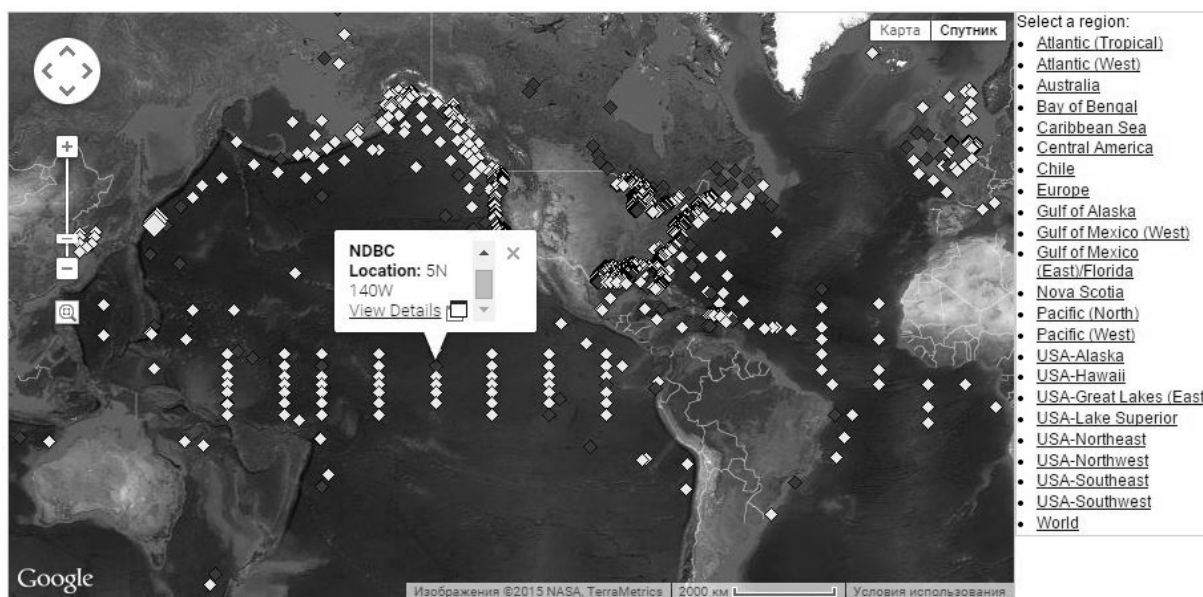 Карта
Спутник
NDBC
Location: 5N
140W
View Details
Google
Изображения ©2015 NASA, TerraMetrics
2000 км
Условия использования
Select a region:
Atlantic (Tropical)
Atlantic (West)
Australia
Bay of Bengal
Caribbean Sea
Central America
Chile
Europe
Gulf of Alaska
Gulf of Mexico (West)
Gulf of Mexico
(East)/Florida
Nova Scotia
Pacific (North)
Pacific (West)
USA-Alaska
USA-Hawaii
USA-Great Lakes (East
USA-Lake Superior
USA-Northeast
USA-Northwest
USA-Southeast
USA-Southwest
World